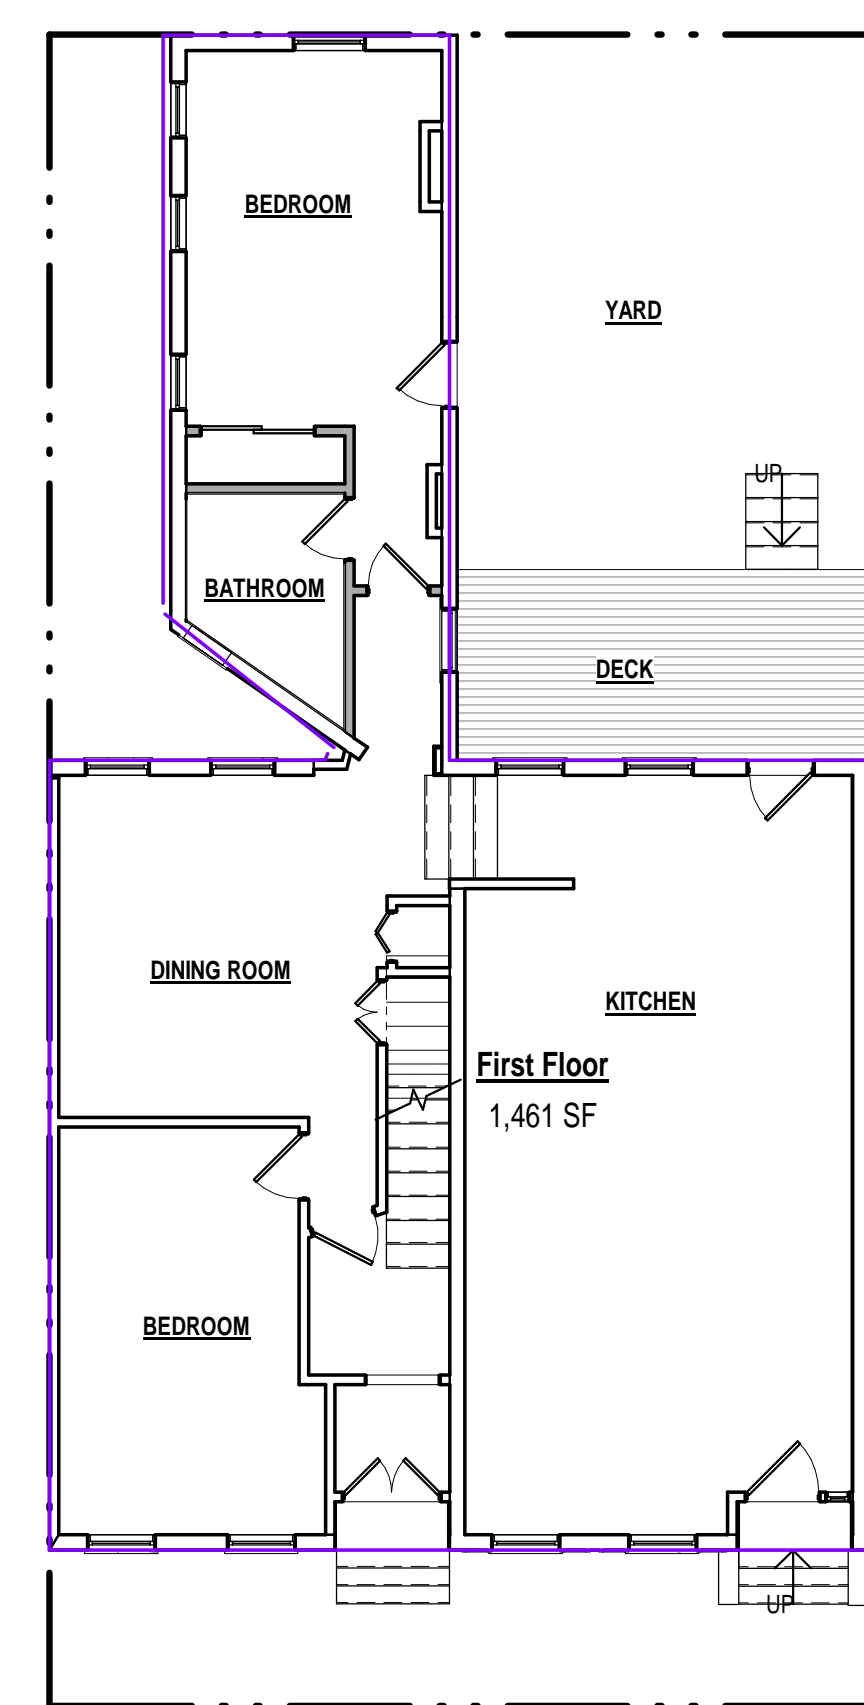 BEDROOM
YARD
UP
BATHROOM
DECK
DINING ROOM
KITCHEN
First Floor
1,461 SF
BEDROOM
UP